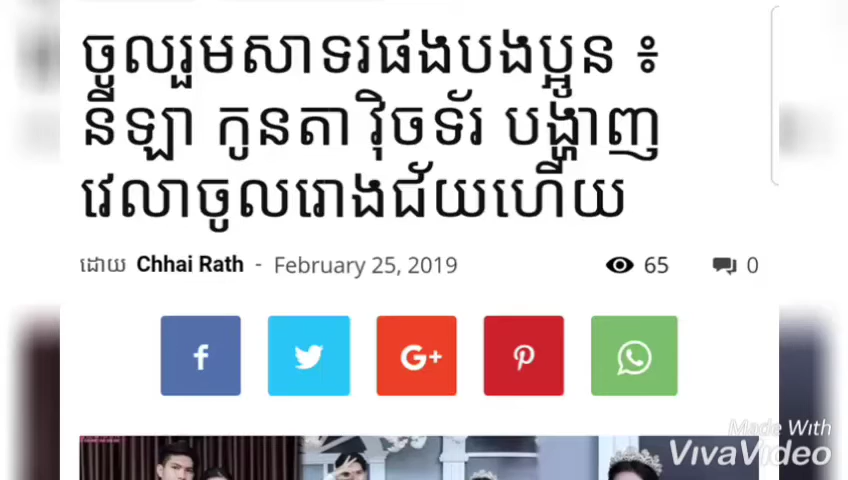 ចូលរួមសាទរផងបងប្អូន ៖
នីឡា កូនតា វ៉ិចទ័រ បង្ហាញ
វេលាចូលរោងជ័យហើយ
ដោយ Chhai Rath - February 25, 2019 65 0
f G+
Made With
VivaVideo